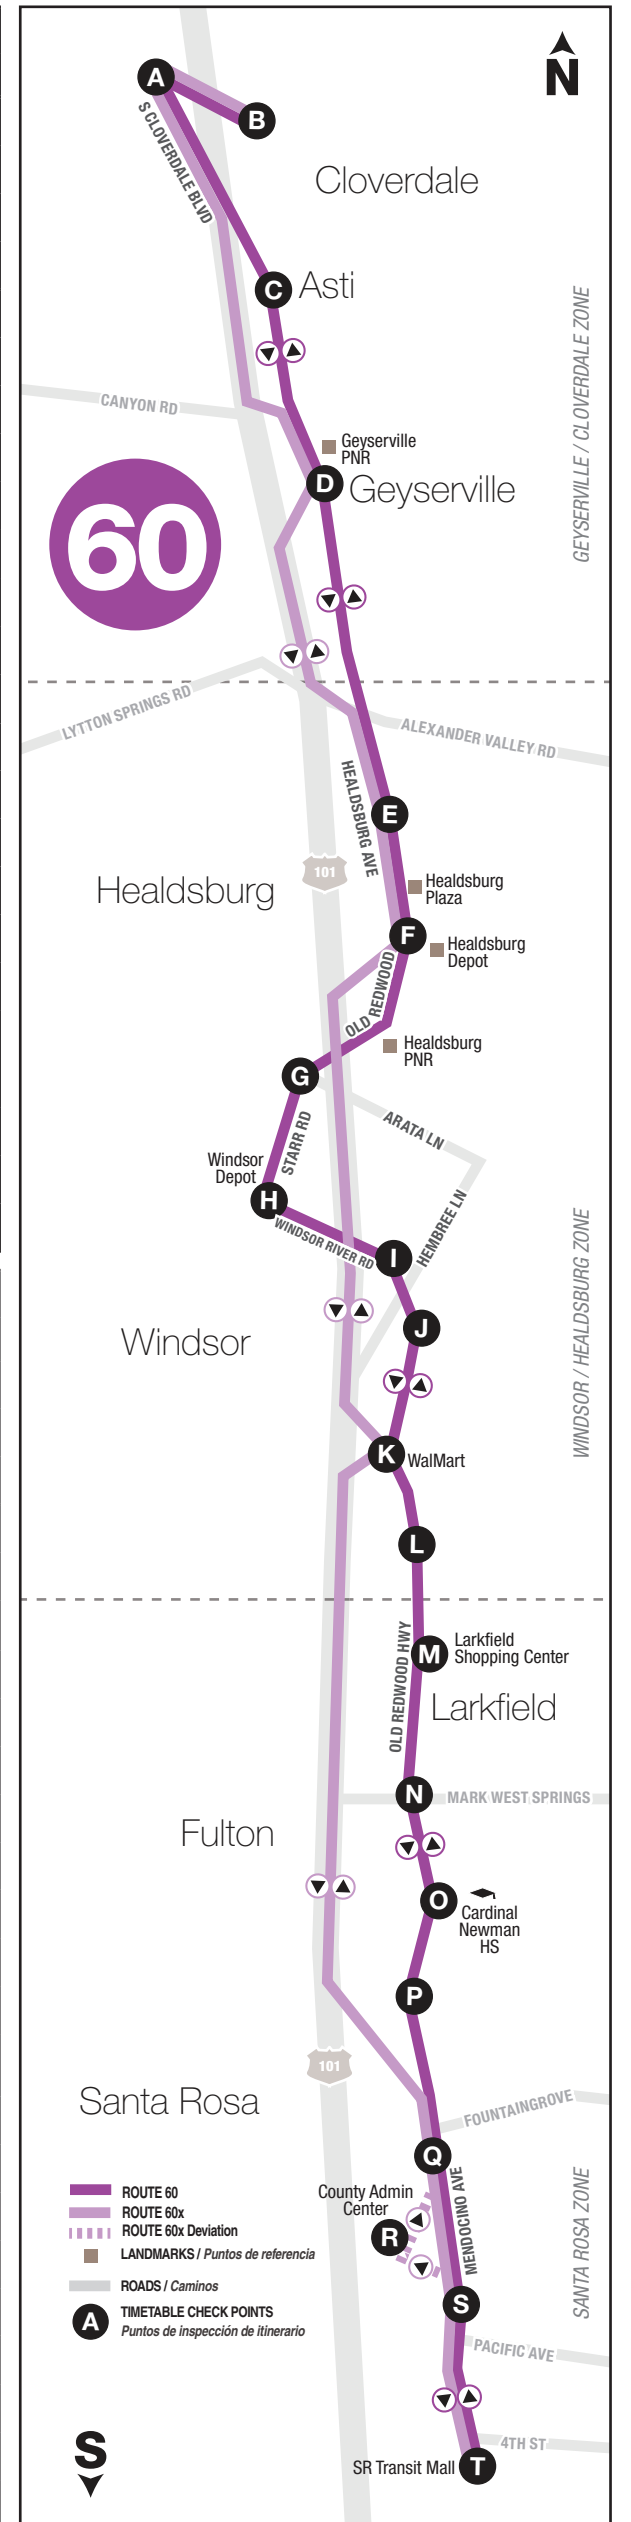 N
A
B
S CLOVERDALE BLVD
Cloverdale
C
Asti
GEYSERVILLE / CLOVERDALE ZONE
CANYON RD
Geyserville
PNR
D
Geyserville
60
LYTTON SPRINGS RD
ALEXANDER VALLEY RD
HEALDSBURG AVE
E
101
Healdsburg
Healdsburg
Plaza
F
Healdsburg
Depot
OLD REDWOOD
Healdsburg
PNR
G
ARATA LN
STARR RD
Windsor
Depot
H
HEMBREE LN
WINDSOR RIVER RD
I
WINDSOR / HEALDSBURG ZONE
Windsor
J
K
WalMart
L
OLD REDWOOD HWY
M
Larkfield
Shopping Center
Larkfield
N
MARK WEST SPRINGS
Fulton
O
Cardinal
Newman
HS
P
101
Santa Rosa
FOUNTAINGROVE
Q
MENDOCINO AVE
SANTA ROSA ZONE
County Admin
Center
R
ROUTE 60
ROUTE 60x
ROUTE 60x Deviation
LANDMARKS / Puntos de referencia
ROADS / Caminos
A
TIMETABLE CHECK POINTS
Puntos de inspección de itinerario
S
PACIFIC AVE
4TH ST
SR Transit Mall
T
S